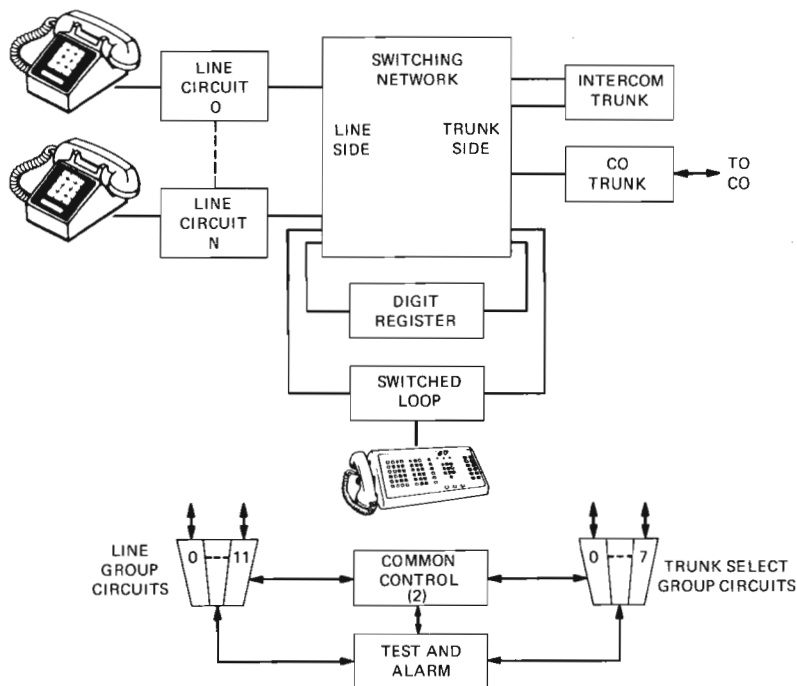 LINE
CIRCUIT
0
SWITCHING
NETWORK
INTERCOM
TRUNK
LINE
SIDE
TRUNK
SIDE
CO
TRUNK
TO
CO
LINE
CIRCUIT
N
DIGIT
REGISTER
SWITCHED
LOOP
LINE
GROUP
CIRCUITS
0
11
COMMON
CONTROL
(2)
0
7
TRUNK SELECT
GROUP CIRCUITS
TEST AND
ALARM